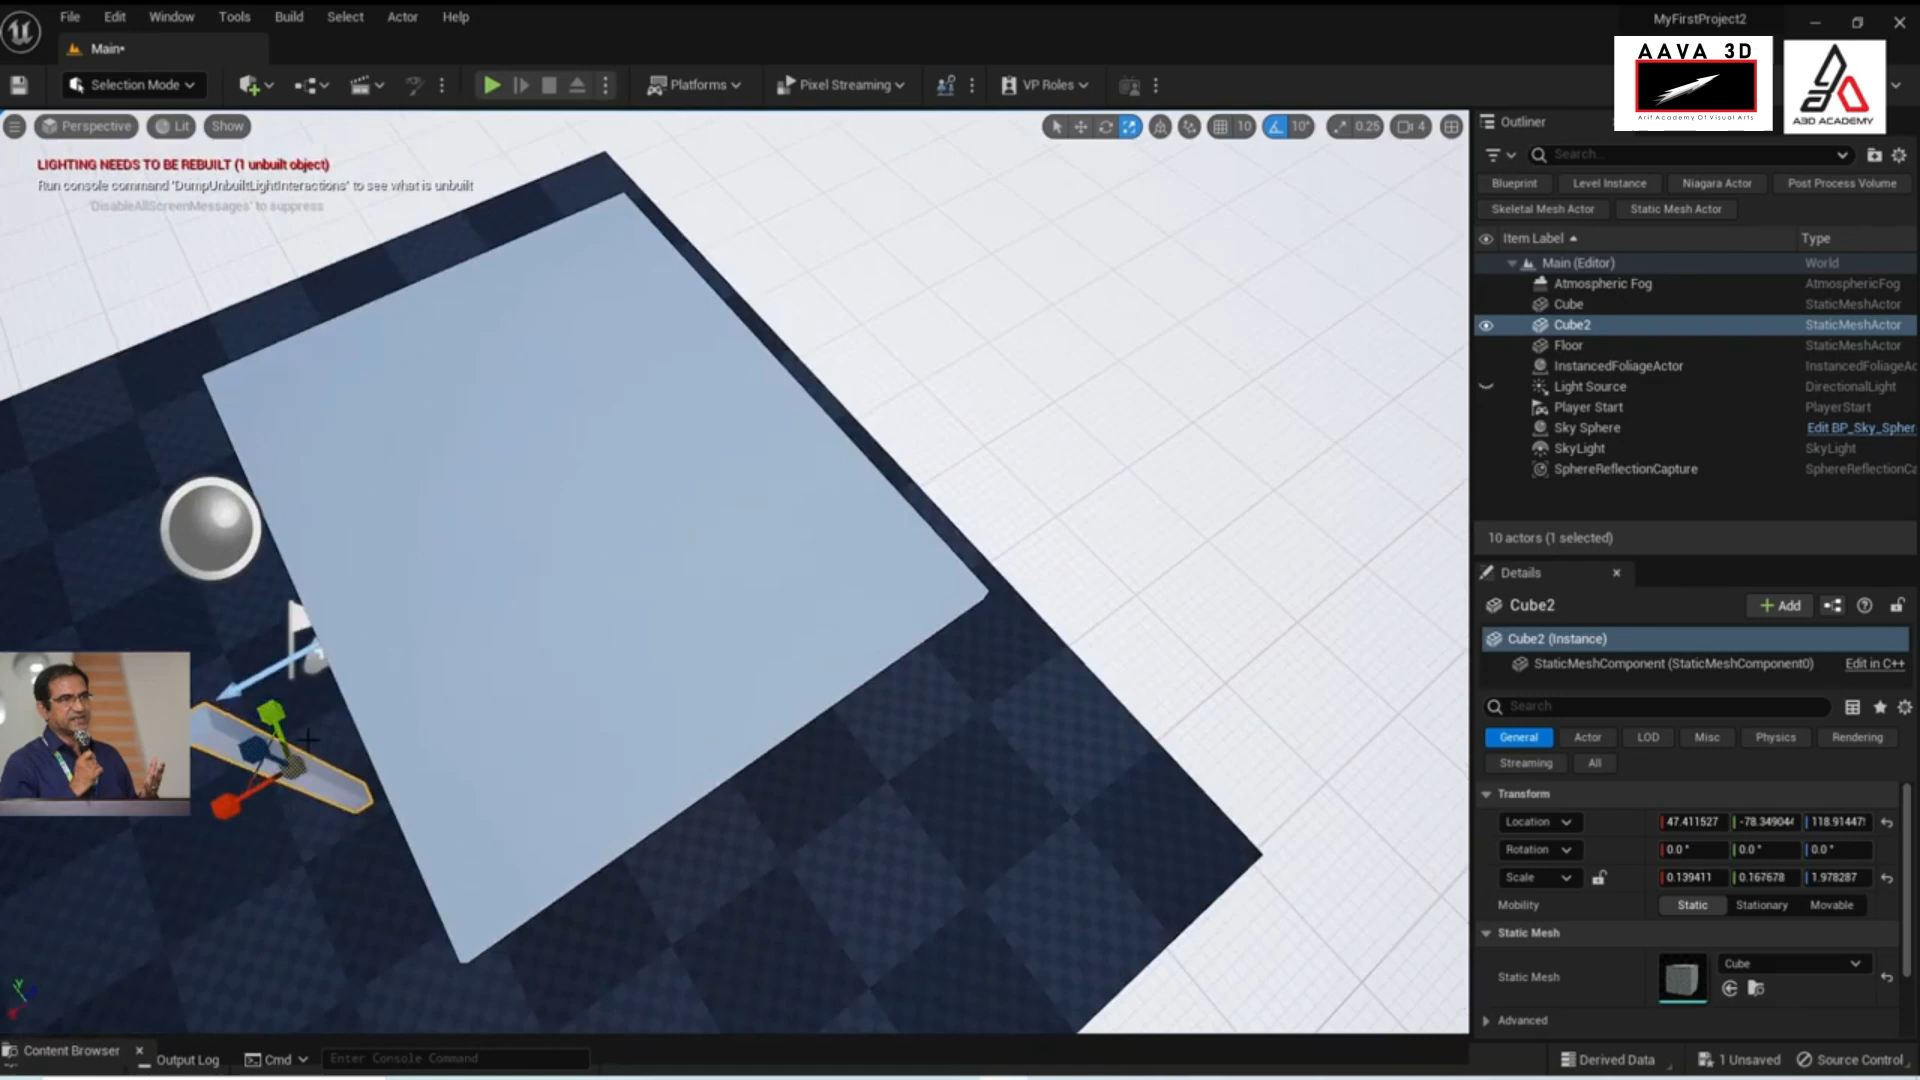 File Edit Window Tools Build Select Actor Help
MyFirstProject2
Main•
Selection Mode
Platforms
Pixel Streaming
VP Roles
AAVA 3D
Arif Academy Of Visual Arts
A3D ACADEMY
Perspective Lit Show
10 10° 0.25 4
LIGHTING NEEDS TO BE REBUILT (1 unbuilt object)
Run console command 'DumpUnbuiltLightInteractions' to see what is unbuilt
'DisableAllScreenMessages' to suppress
Outliner
Search...
Blueprint Level Instance Niagara Actor Post Process Volume
Skeletal Mesh Actor Static Mesh Actor
Item Label Type
Main (Editor) World
Atmospheric Fog AtmosphericFog
Cube StaticMeshActor
Cube2 StaticMeshActor
Floor StaticMeshActor
InstancedFoliageActor InstancedFoliageAc
Light Source DirectionalLight
Player Start PlayerStart
Sky Sphere Edit BP_Sky_Spher
SkyLight SkyLight
SphereReflectionCapture SphereReflectionCa
10 actors (1 selected)
Details
Cube2
Add
Cube2 (Instance)
StaticMeshComponent (StaticMeshComponent0) Edit in C++
Search
General Actor LOD Misc Physics Rendering
Streaming All
Transform
Location 47.411527 -78.349044 118.91447
Rotation 0.0 ° 0.0 ° 0.0 °
Scale 0.139411 0.167678 1.978287
Mobility Static Stationary Movable
Static Mesh
Static Mesh Cube
Advanced
Content Browser Output Log Cmd Enter Console Command
Derived Data 1 Unsaved Source Control